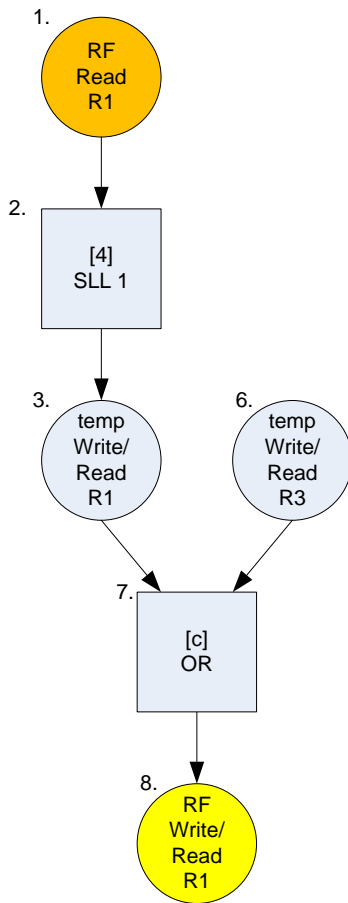 1.
RF
Read
R1
2.
[4]
SLL 1
3.
temp
Write/
Read
R1
6.
temp
Write/
Read
R3
7.
[c]
OR
8.
RF
Write/
Read
R1